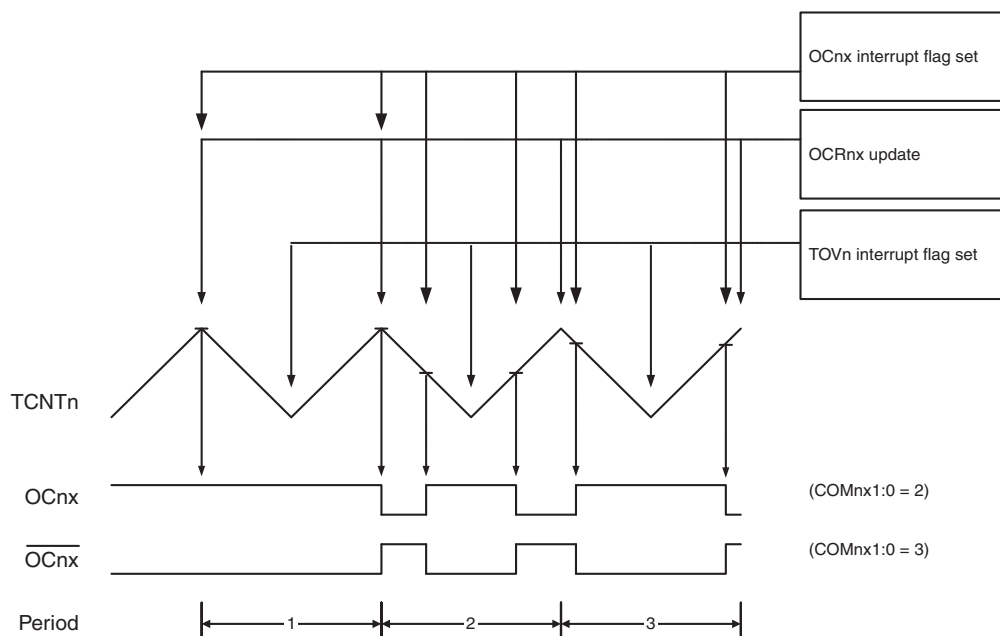 OCnx interrupt flag set
OCRnx update
TOVn interrupt flag set
TCNTn
OCnx
(COMnx1:0 = 2)
OCnx
(COMnx1:0 = 3)
Period
1
2
3